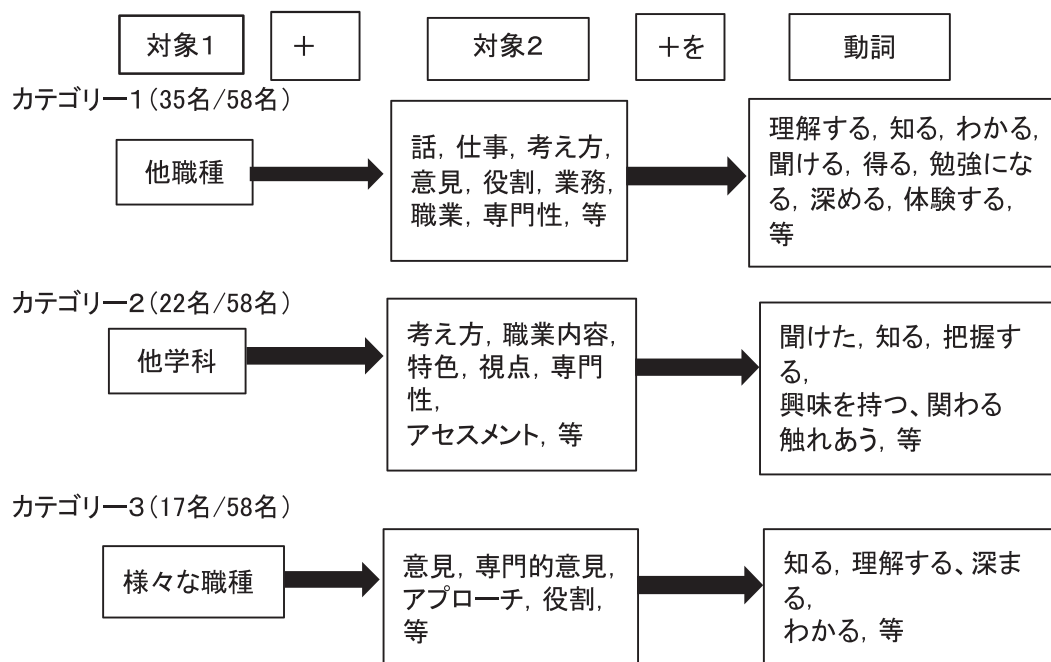 対象1 + 対象2 +を 動詞
カテゴリー1(35名/58名)
他職種
話, 仕事, 考え方,
意見, 役割, 業務,
職業, 専門性, 等
理解する, 知る, わかる,
聞ける, 得る, 勉強にな
る, 深める, 体験する,
等
カテゴリー2(22名/58名)
他学科
考え方, 職業内容,
特色, 視点, 専門
性,
アセスメント, 等
聞けた, 知る, 把握す
る,
興味を持つ、関わる
触れあう, 等
カテゴリー3(17名/58名)
様々な職種
意見, 専門的意見,
アプローチ, 役割,
等
知る, 理解する、深ま
る,
わかる, 等